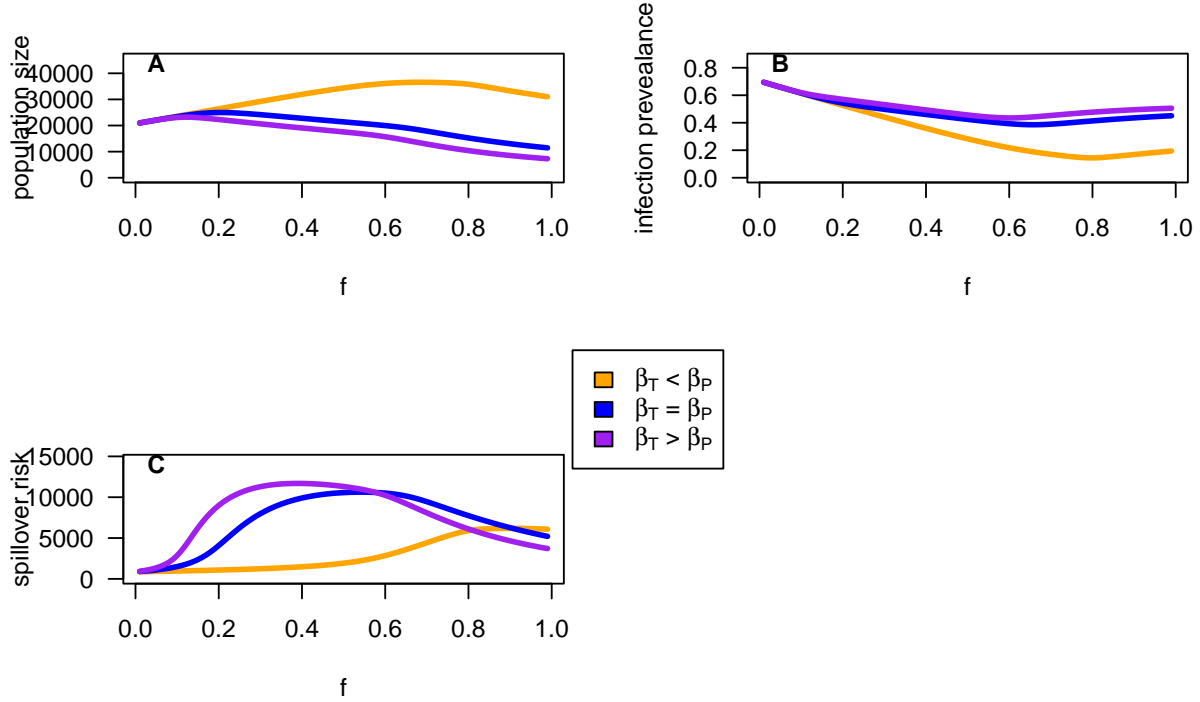 A
population size
40000
30000
20000
10000
0
0.0 0.2 0.4 0.6 0.8 1.0
f
B
infection prevealance
0.8
0.6
0.4
0.2
0.0
0.0 0.2 0.4 0.6 0.8 1.0
f
βT < βP
βT = βP
βT > βP
C
spillover risk
15000
10000
5000
0
0.0 0.2 0.4 0.6 0.8 1.0
f